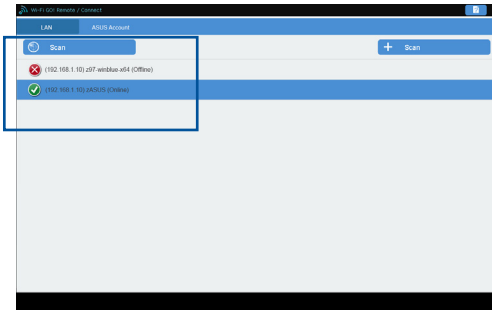 Wi-Fi GO! Remote / Connect
LAN
ASUS Account
Scan
Scan
(192.168.1.10) z97-winblue-x64 (Offline)
(192.168.1.10) zASUS (Online)